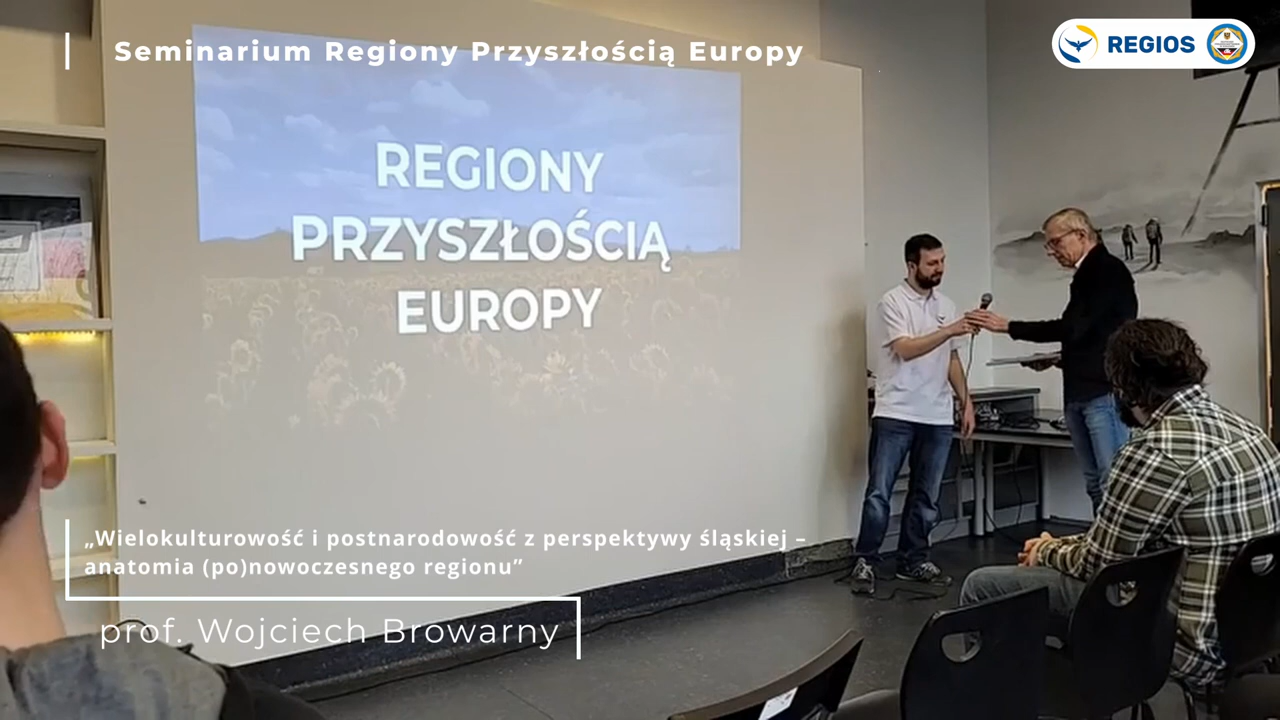 Seminarium Regiony Przyszłością Europy
REGIOS
REGIONY
PRZYSZŁOŚCIĄ
EUROPY
„Wielokulturowość i postnarodowość z perspektywy śląskiej –
anatomia (po)nowoczesnego regionu”
prof. Wojciech Browarny